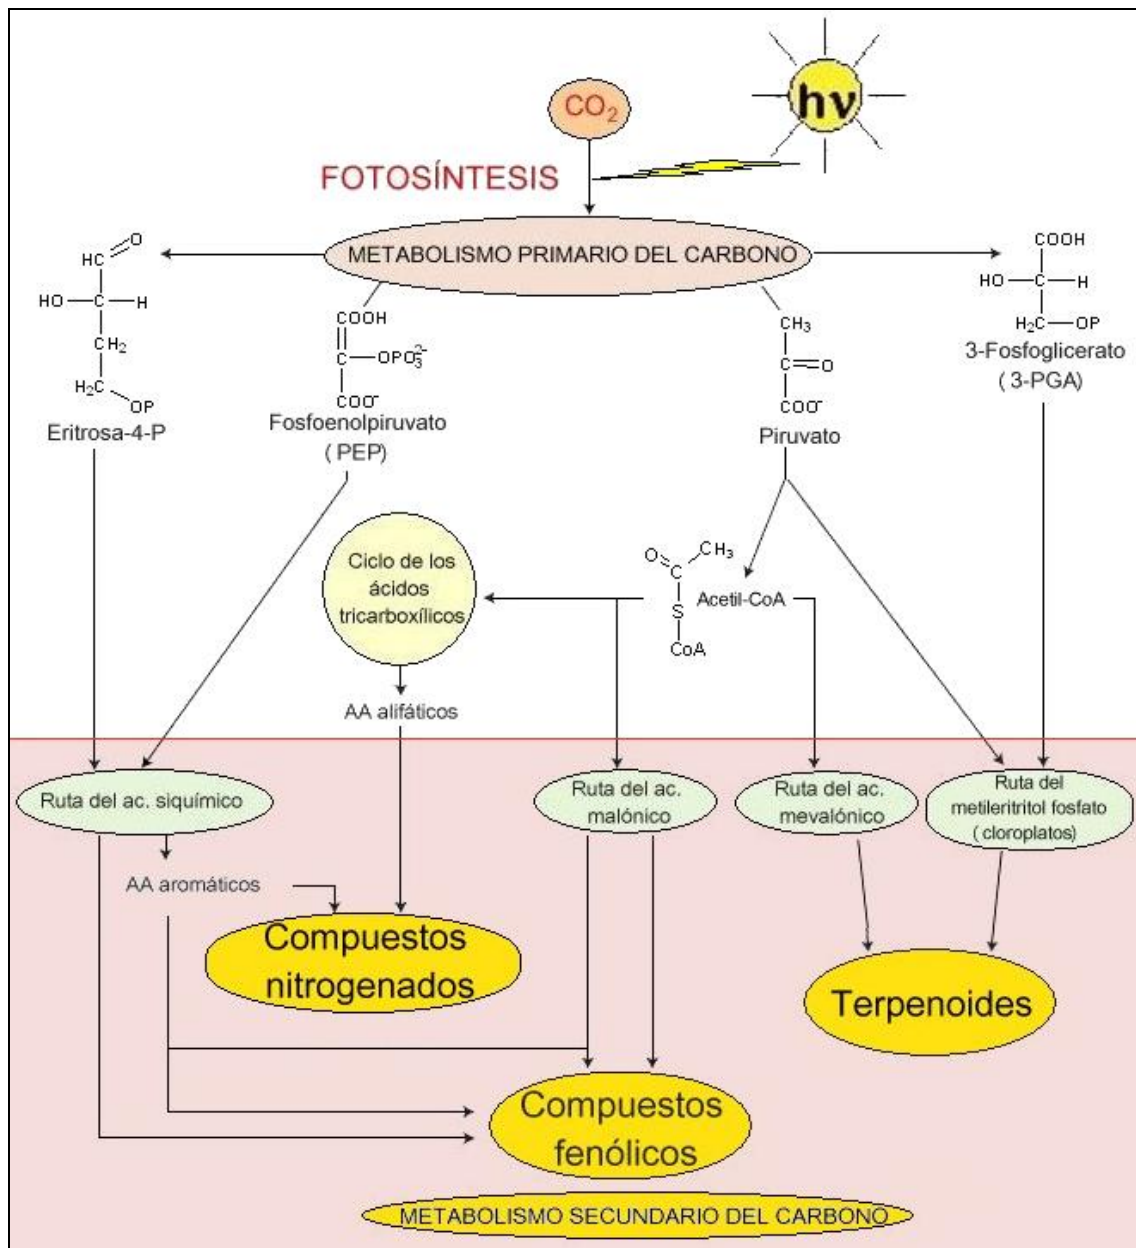 hν
CO₂
FOTOSÍNTESIS
METABOLISMO PRIMARIO DEL CARBONO
O
HC
HO C H
CH₂
H₂C
OP
Eritrosa-4-P
COOH
C OPO₃²⁻
COO⁻
Fosfoenolpiruvato
( PEP)
CH₃
C O
COO⁻
Piruvato
COOH
HO C H
H₂C OP
3-Fosfoglicerato
( 3-PGA)
Ciclo de los
ácidos
tricarboxílicos
O CH₃
C
S
CoA
Acetil-CoA
AA alifáticos
Ruta del ac. siquímico
Ruta del ac.
malónico
Ruta del ac.
mevalónico
Ruta del
metileritritol fosfato
( cloroplatos)
AA aromáticos
Compuestos
nitrogenados
Terpenoides
Compuestos
fenólicos
METABOLISMO SECUNDARIO DEL CARBONO